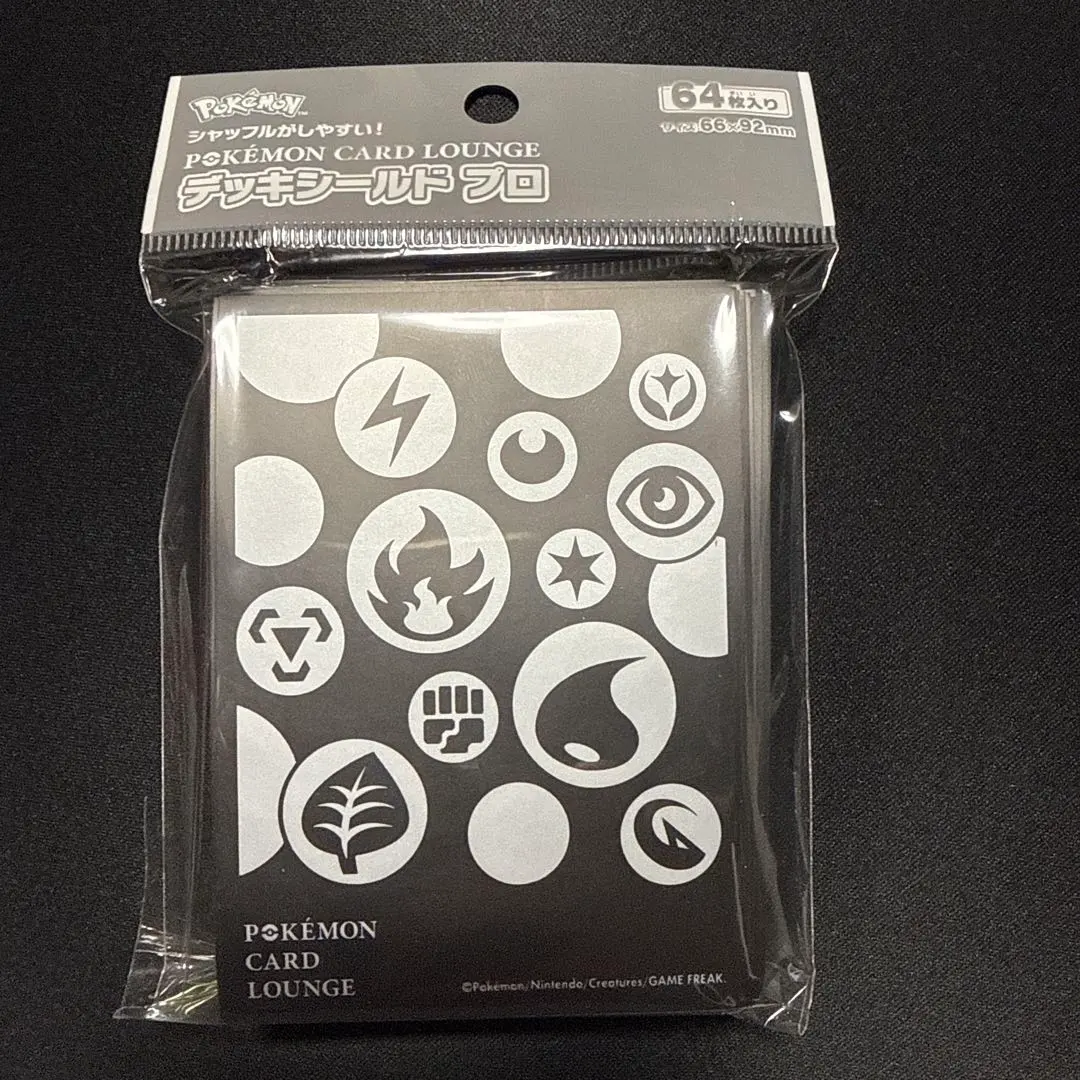 POKÉMON™
シャッフルがしやすい!
POKÉMON CARD LOUNGE
デッキシールド プロ
64枚入り
サイズ:66×92mm
POKÉMON
CARD
LOUNGE
©Pokémon/Nintendo/Creatures/GAME FREAK.